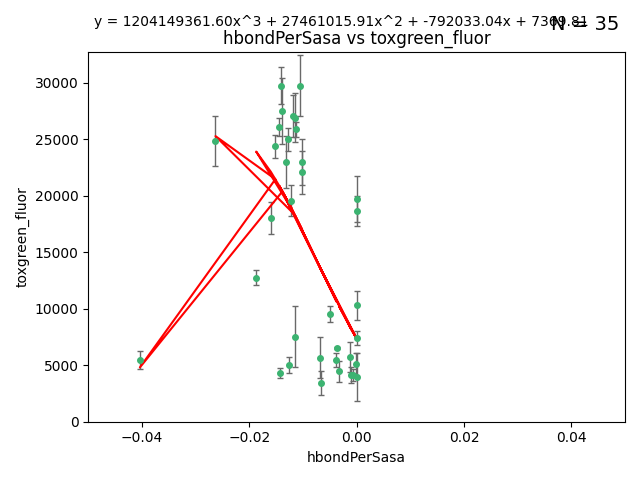 y = 1204149361.60x^3 + 27461015.91x^2 + -792033.04x + 7369.81
N = 35
hbondPerSasa vs toxgreen_fluor
30000
25000
20000
15000
10000
5000
0
toxgreen_fluor
−0.04
−0.02
0.00
0.02
0.04
hbondPerSasa